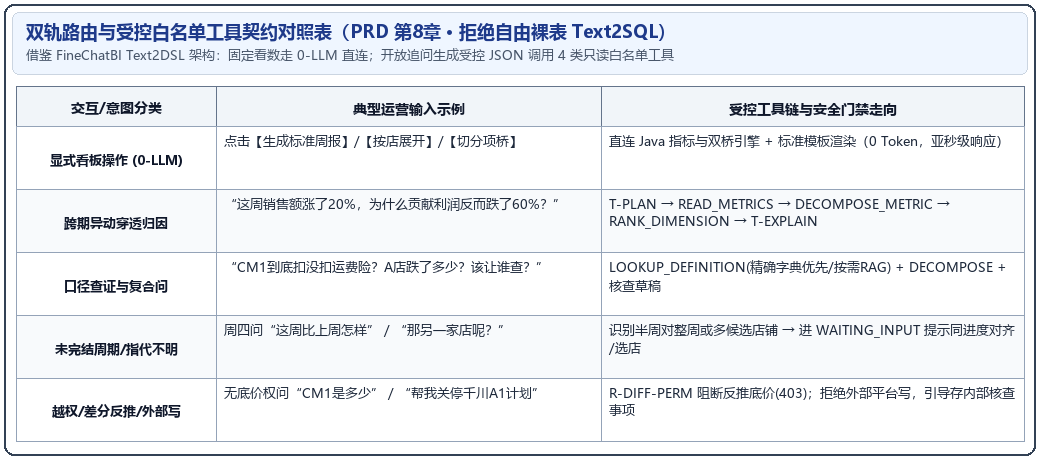 双轨路由与受控白名单工具契约对照表（PRD 第8章 · 拒绝自由裸表 Text2SQL）
借鉴 FineChatBI Text2DSL 架构：固定看数走 0-LLM 直连；开放追问生成受控 JSON 调用 4 类只读白名单工具
交互/意图分类
典型运营输入示例
受控工具链与安全门禁走向
显式看板操作 (0-LLM)
点击【生成标准周报】/【按店展开】/【切分项桥】
直连 Java 指标与双桥引擎 + 标准模板渲染（0 Token，亚秒级响应）
跨期异动穿透归因
“这周销售额涨了20%，为什么贡献利润反而跌了60%？”
T-PLAN → READ_METRICS → DECOMPOSE_METRIC →
RANK_DIMENSION → T-EXPLAIN
口径查证与复合问
“CM1到底扣没扣运费险？A店跌了多少？该让谁查？”
LOOKUP_DEFINITION(精确字典优先/按需RAG) + DECOMPOSE +
核查草稿
未完结周期/指代不明
周四问“这周比上周怎样” / “那另一家店呢？”
识别半周对整周或多候选店铺 → 进 WAITING_INPUT 提示同进度对齐
/选店
越权/差分反推/外部写
无底价权问“CM1是多少” / “帮我关停千川A1计划”
R-DIFF-PERM 阻断反推底价(403)；拒绝外部平台写，引导存内部核查
事项